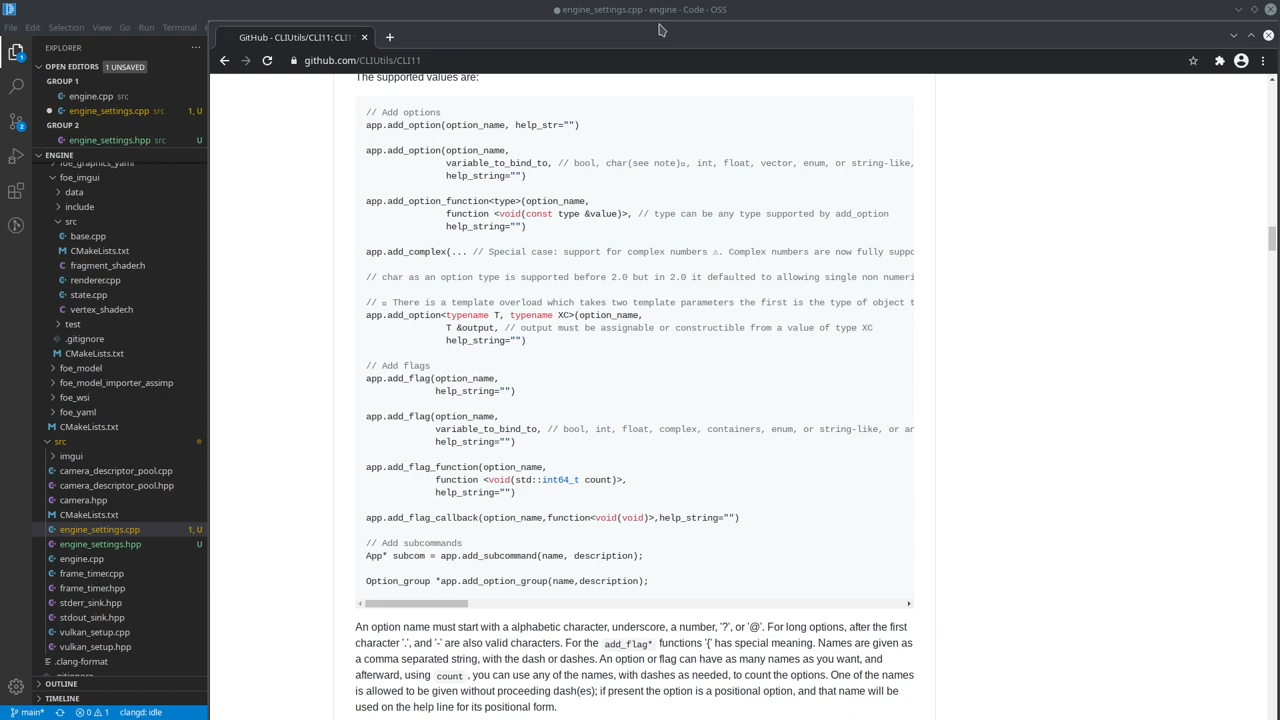 engine_settings.cpp - engine - Code - OSS
File Edit Selection View Go Run Terminal
GitHub - CLIUtils/CLI11: CLI1
github.com/CLIUtils/CLI11
EXPLORER
OPEN EDITORS 1 UNSAVED
GROUP 1
engine.cpp src
engine_settings.cpp src 1, U
GROUP 2
engine_settings.hpp src U
ENGINE
foe_graphics_yaml
foe_imgui
data
include
src
base.cpp
CMakeLists.txt
fragment_shader.h
renderer.cpp
state.cpp
vertex_shader.h
test
.gitignore
CMakeLists.txt
foe_model
foe_model_importer_assimp
foe_wsi
foe_yaml
CMakeLists.txt
src
imgui
camera_descriptor_pool.cpp
camera_descriptor_pool.hpp
camera.hpp
CMakeLists.txt
engine_settings.cpp 1, U
engine_settings.hpp U
engine.cpp
frame_timer.cpp
frame_timer.hpp
stderr_sink.hpp
stdout_sink.hpp
vulkan_setup.cpp
vulkan_setup.hpp
.clang-format
.gitignore
OUTLINE
TIMELINE
main* 0 1 clangd: idle
The supported values are:
// Add options
app.add_option(option_name, help_str="")
app.add_option(option_name,
variable_to_bind_to, // bool, char(see note), int, float, vector, enum, or string-like,
help_string="")
app.add_option_function<type>(option_name,
function <void(const type &value)>, // type can be any type supported by add_option
help_string="")
app.add_complex(... // Special case: support for complex numbers ⚠. Complex numbers are now fully suppo
// char as an option type is supported before 2.0 but in 2.0 it defaulted to allowing single non numeri
// There is a template overload which takes two template parameters the first is the type of object t
app.add_option<typename T, typename XC>(option_name,
T &output, // output must be assignable or constructible from a value of type XC
help_string="")
// Add flags
app.add_flag(option_name,
help_string="")
app.add_flag(option_name,
variable_to_bind_to, // bool, int, float, complex, containers, enum, or string-like, or an
help_string="")
app.add_flag_function(option_name,
function <void(std::int64_t count)>,
help_string="")
app.add_flag_callback(option_name,function<void(void)>,help_string="")
// Add subcommands
App* subcom = app.add_subcommand(name, description);
Option_group *app.add_option_group(name,description);
An option name must start with a alphabetic character, underscore, a number, '?', or '@'. For long options, after the first
character '.', and '-' are also valid characters. For the add_flag* functions '{' has special meaning. Names are given as
a comma separated string, with the dash or dashes. An option or flag can have as many names as you want, and
afterward, using count, you can use any of the names, with dashes as needed, to count the options. One of the names
is allowed to be given without proceeding dash(es); if present the option is a positional option, and that name will be
used on the help line for its positional form.